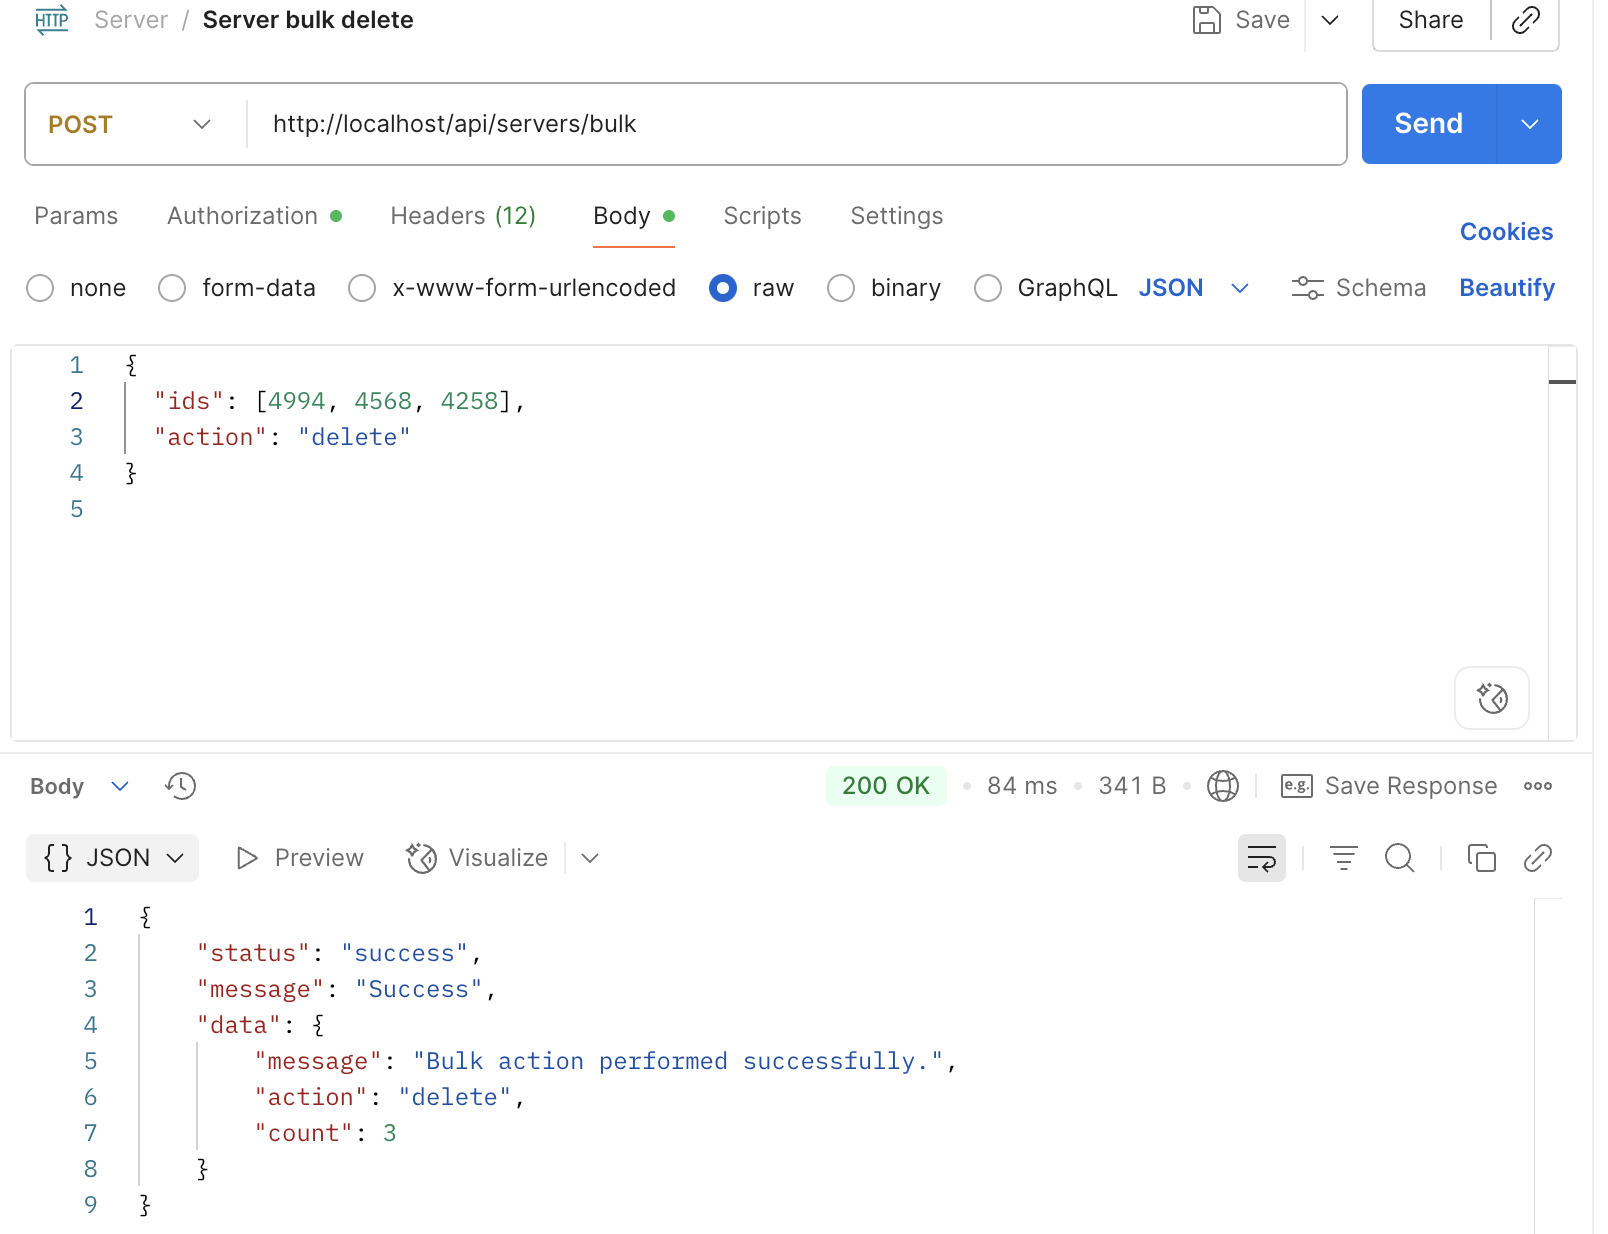 HTTP Server / Server bulk delete Save Share
POST http://localhost/api/servers/bulk Send
Params Authorization Headers (12) Body Scripts Settings Cookies
none form-data x-www-form-urlencoded raw binary GraphQL JSON Schema Beautify
1 {
2 "ids": [4994, 4568, 4258],
3 "action": "delete"
4 }
5
Body 200 OK • 84 ms • 341 B • e.g. Save Response
{} JSON Preview Visualize
1 {
2 "status": "success",
3 "message": "Success",
4 "data": {
5 "message": "Bulk action performed successfully.",
6 "action": "delete",
7 "count": 3
8 }
9 }